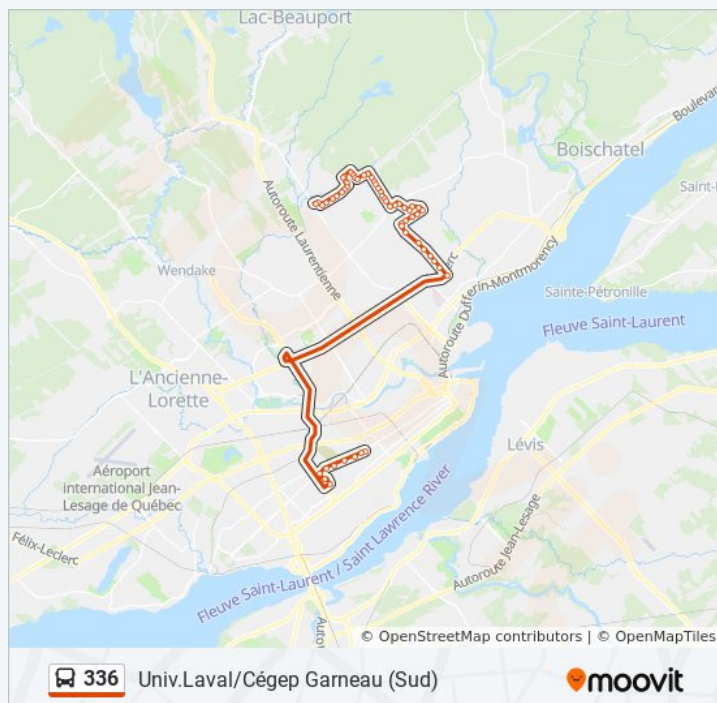 Lac-Beauport
Boulevar
Boischatel
Saint-
Autoroute Laurentienne
Wendake
erc
Autoroute Dufferin-Montmorency
Sainte-Pétronille
Fleuve Saint-Laurent
L'Ancienne-
Lorette
Lévis
Aéroport
international Jean-
Lesage de Québec
Félix-Leclerc
Fleuve Saint-Laurent / Saint Lawrence River
Autoroute Jean-Lesage
Autor
© OpenStreetMap contributors | © OpenMapTiles
336 Univ.Laval/Cégep Garneau (Sud) moovit